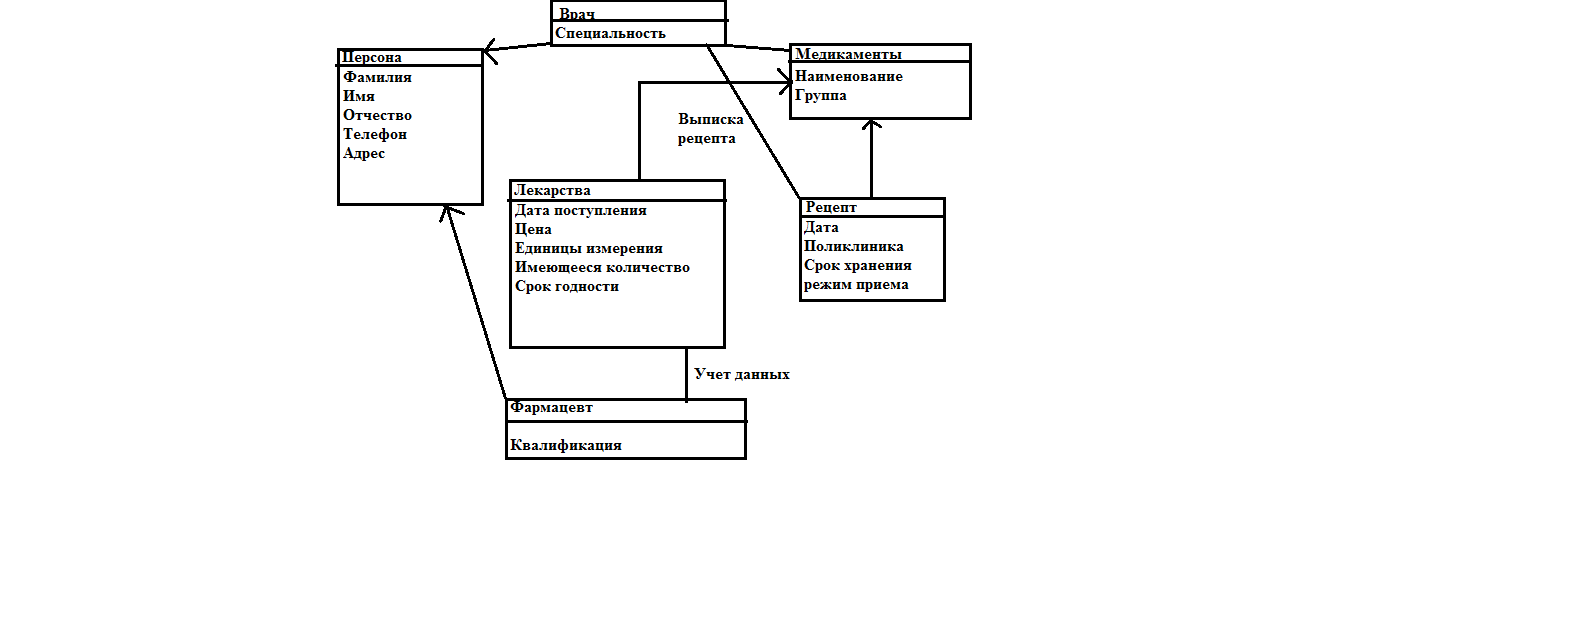 Врач
Специальность
Персона
Фамилия
Имя
Отчество
Телефон
Адрес
Медикаменты
Наименование
Группа
Выписка
рецепта
Лекарства
Дата поступления
Цена
Единицы измерения
Имеющееся количество
Срок годности
Рецепт
Дата
Поликлиника
Срок хранения
режим приема
Учет данных
Фармацевт
Квалификация